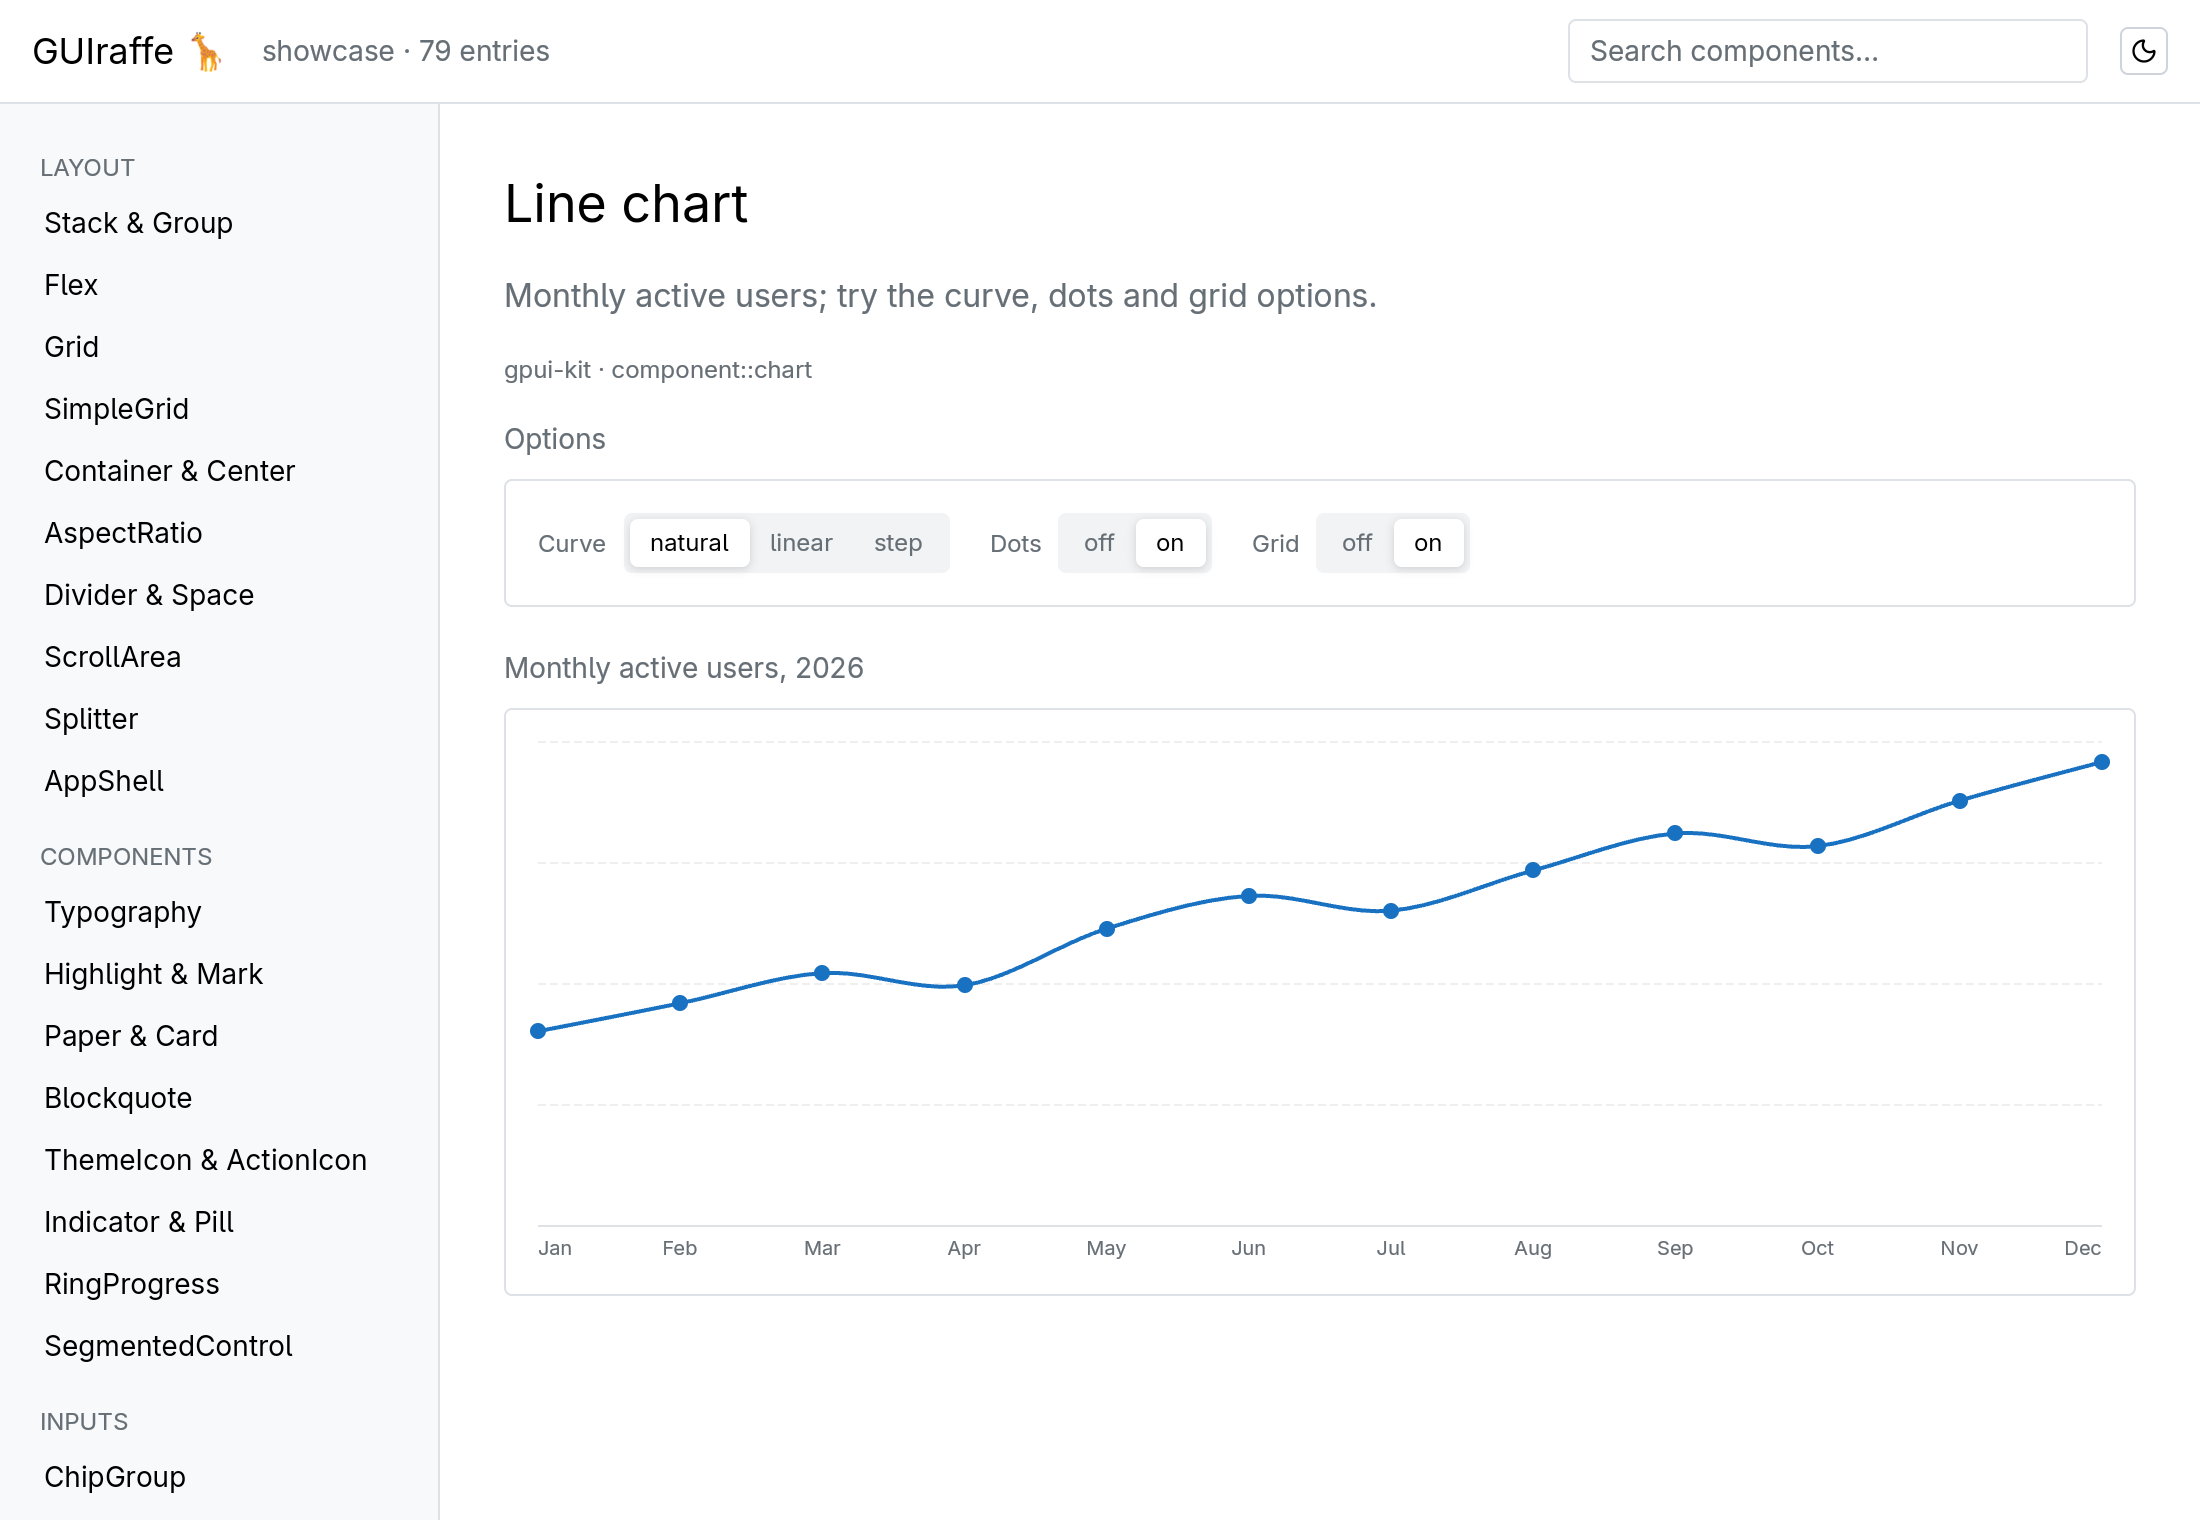 GUIraffe 🦒 showcase · 79 entries
Search components...
LAYOUT
Stack & Group
Flex
Grid
SimpleGrid
Container & Center
AspectRatio
Divider & Space
ScrollArea
Splitter
AppShell
COMPONENTS
Typography
Highlight & Mark
Paper & Card
Blockquote
ThemeIcon & ActionIcon
Indicator & Pill
RingProgress
SegmentedControl
INPUTS
ChipGroup
Line chart
Monthly active users; try the curve, dots and grid options.
gpui-kit · component::chart
Options
Curve natural linear step Dots off on Grid off on
Monthly active users, 2026
Jan Feb Mar Apr May Jun Jul Aug Sep Oct Nov Dec